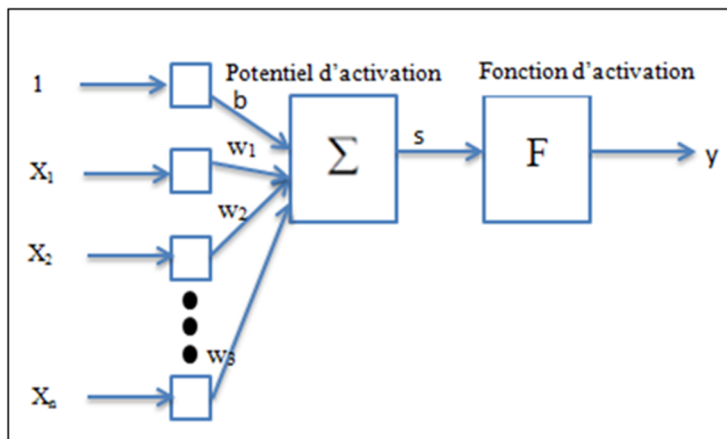 Potentiel d'activation
Fonction d'activation
1
b
X₁
w₁
Σ
s
F
y
w₂
X₂
w₃
Xₙ